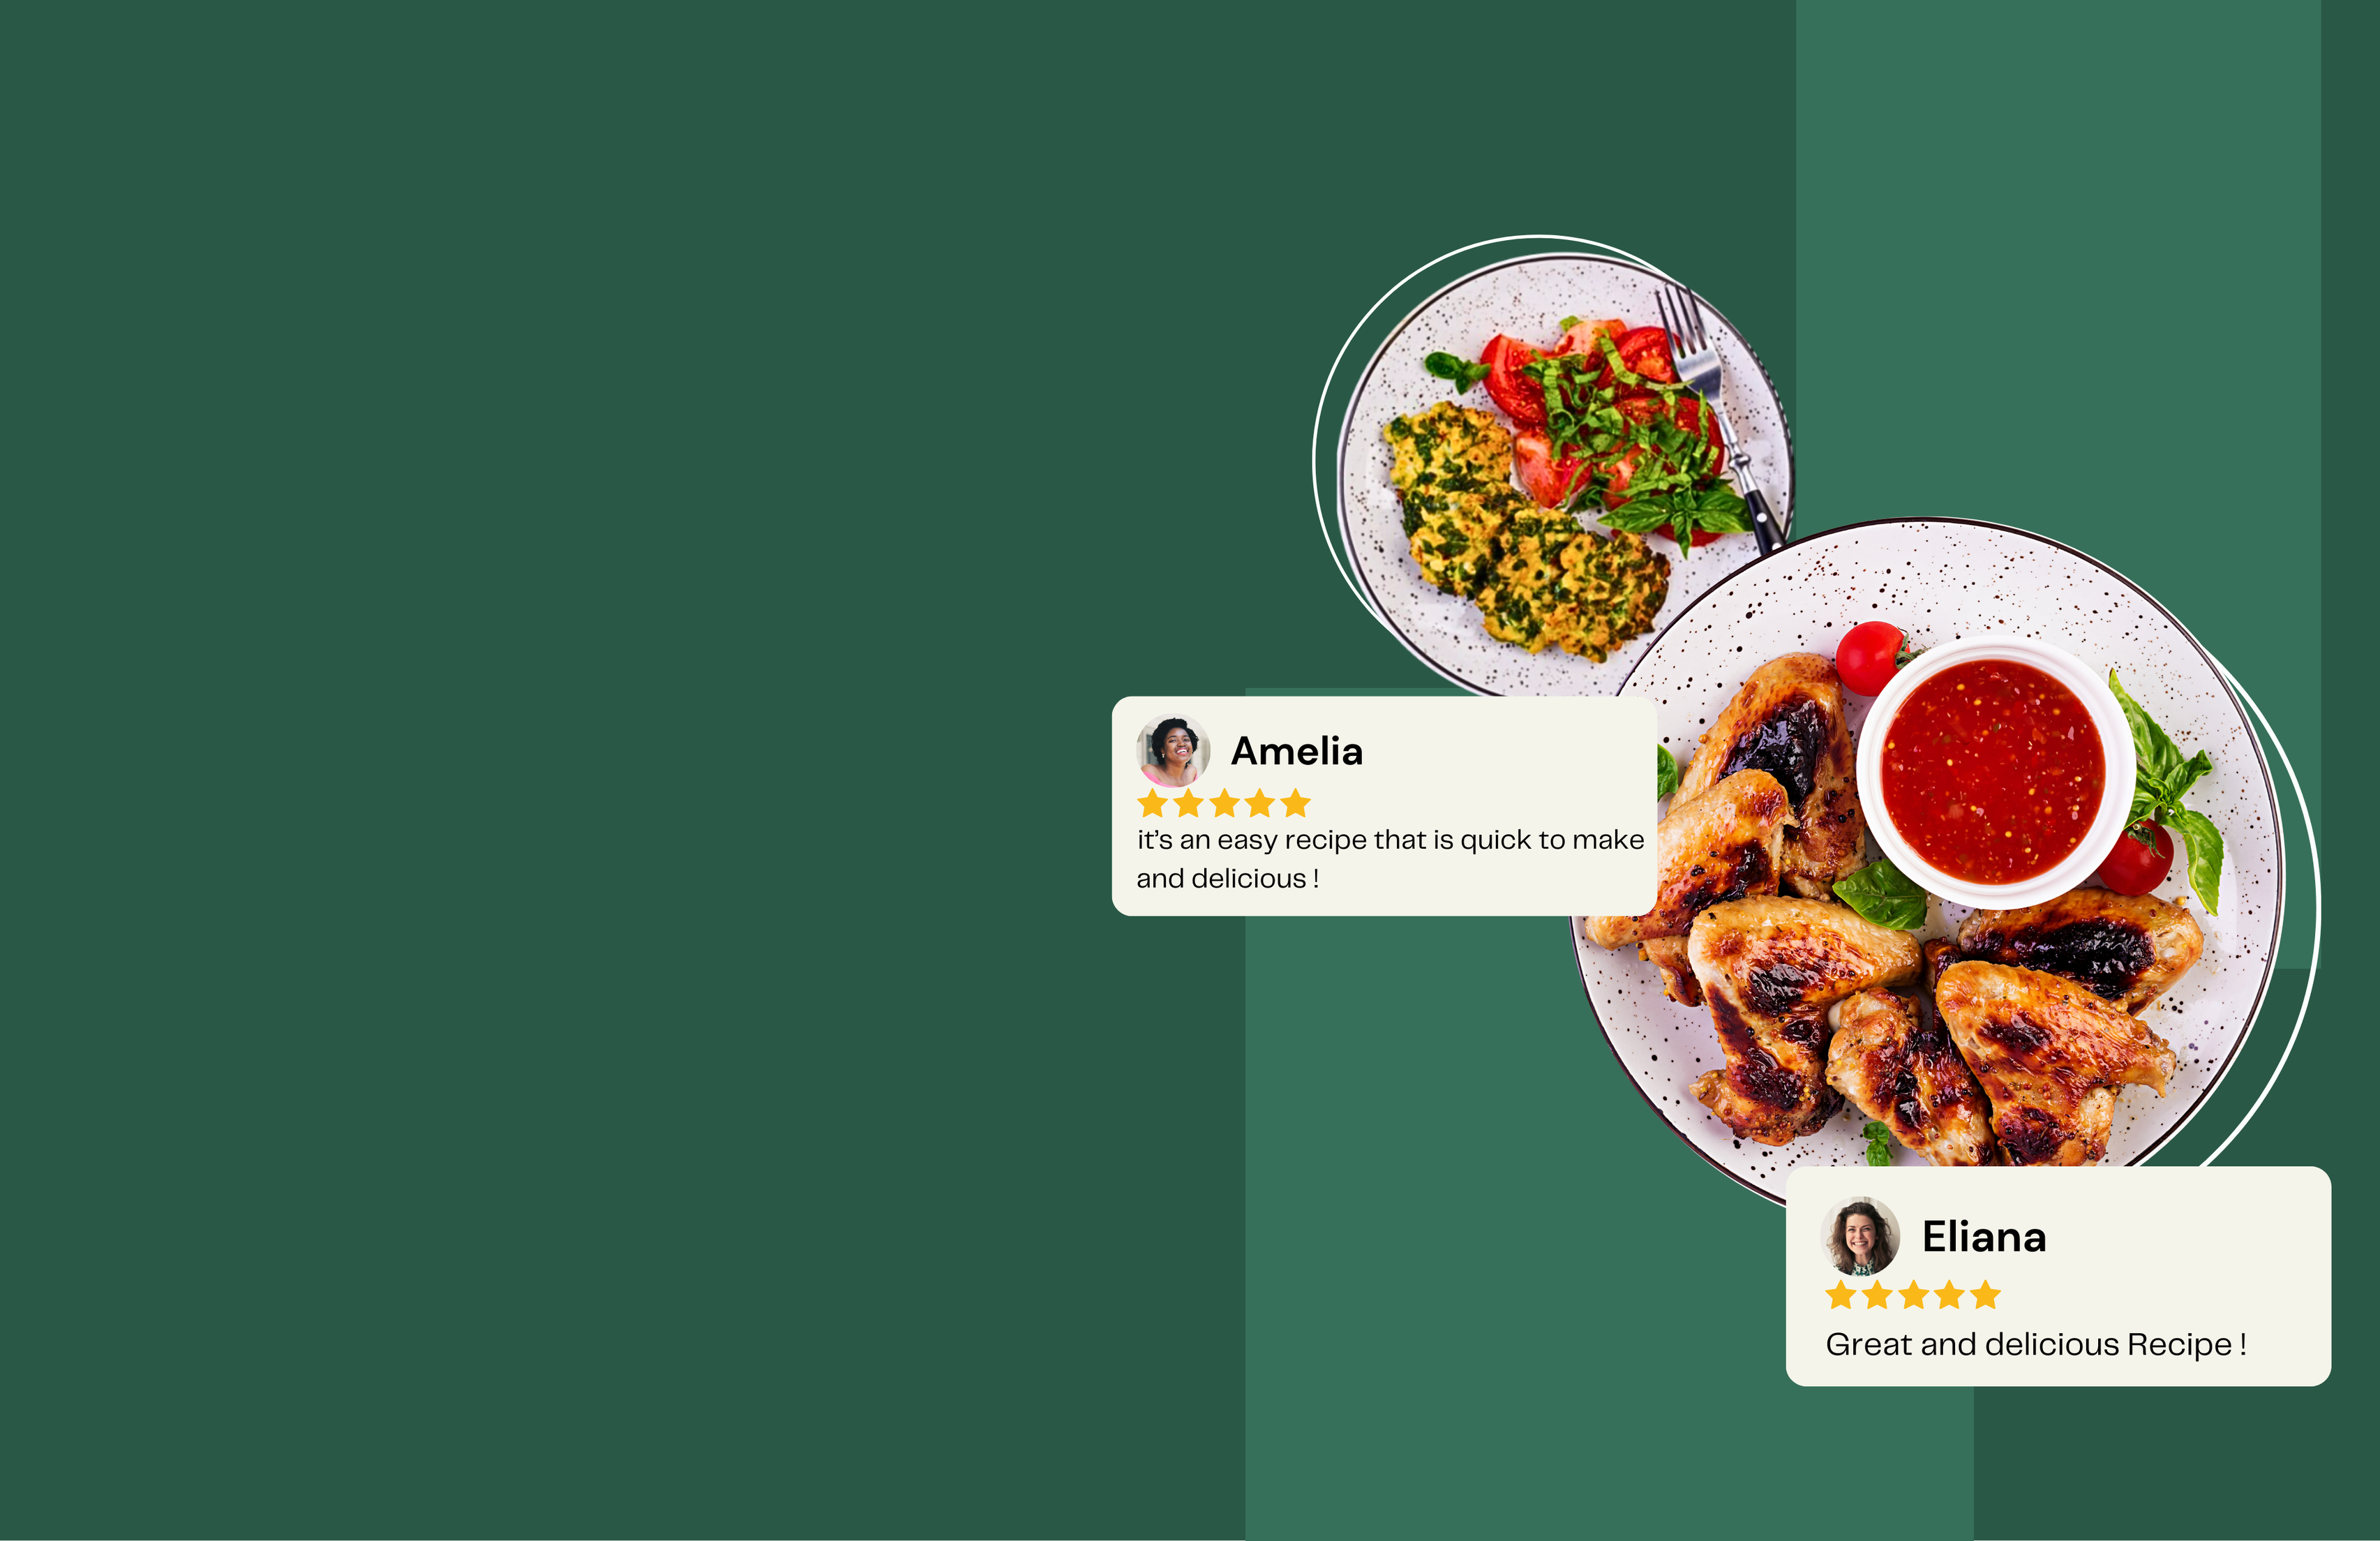 Amelia
it's an easy recipe that is quick to make
and delicious !
Eliana
Great and delicious Recipe !